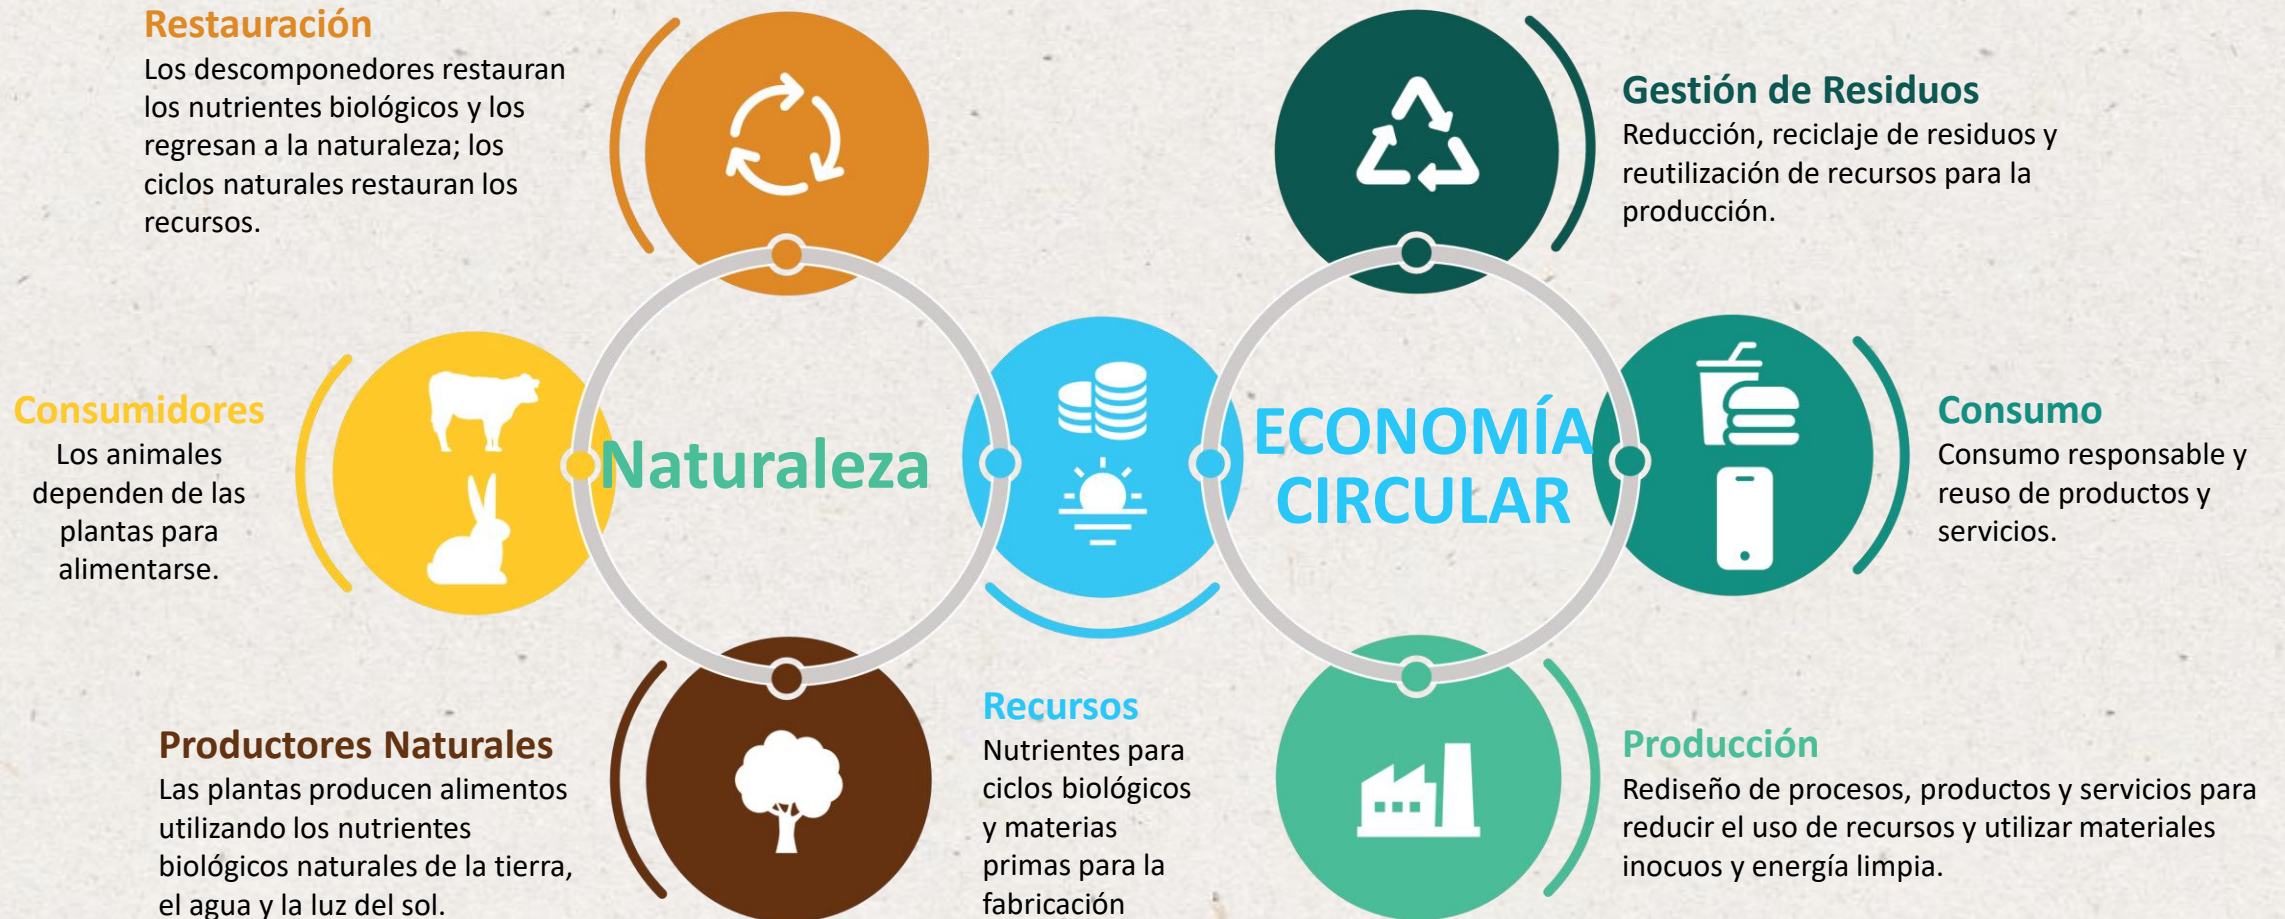 Restauración
Los descomponedores restauran
los nutrientes biológicos y los
regresan a la naturaleza; los
ciclos naturales restauran los
recursos.
Gestión de Residuos
Reducción, reciclaje de residuos y
reutilización de recursos para la
producción.
Consumidores
Los animales
dependen de las
plantas para
alimentarse.
Naturaleza
ECONOMÍA
CIRCULAR
Consumo
Consumo responsable y
reuso de productos y
servicios.
Productores Naturales
Las plantas producen alimentos
utilizando los nutrientes
biológicos naturales de la tierra,
el agua y la luz del sol.
Recursos
Nutrientes para
ciclos biológicos
y materias
primas para la
fabricación
Producción
Rediseño de procesos, productos y servicios para
reducir el uso de recursos y utilizar materiales
inocuos y energía limpia.